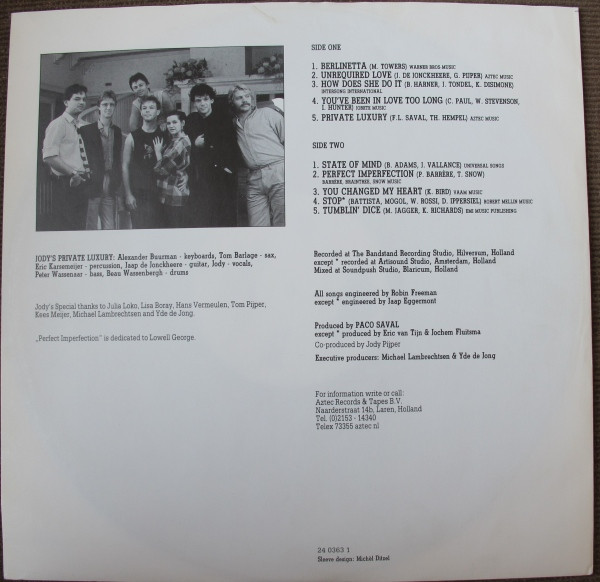 SIDE ONE
1. BERLINETTA (M. TOWERS) WARNER BROS MUSIC
2. UNREQUIRED LOVE (J. DE JONCKHEERE, G. PIJPER) AZTEC MUSIC
3. HOW DOES SHE DO IT (B. HARNER, J. TONDEL, K. DESIMONE)
INTERSONG INTERNATIONAL
4. YOU'VE BEEN IN LOVE TOO LONG (C. PAUL, W. STEVENSON,
I. HUNTER) JOBETE MUSIC
5. PRIVATE LUXURY (F.L. SAVAL, TH. HEMPEL) AZTEC MUSIC
SIDE TWO
1. STATE OF MIND (B. ADAMS, J. VALLANCE) UNIVERSAL SONGS
2. PERFECT IMPERFECTION (P. BARRÈRE, T. SNOW)
BARRÈRE, BRAINTREE, SNOW MUSIC
3. YOU CHANGED MY HEART (K. BIRD) VAAM MUSIC
4. STOP* (BATTISTA, MOGOL, W. ROSSI, D. IPPERSIEL) ROBERT MELLIN MUSIC
5. TUMBLIN' DICE (M. JAGGER, K. RICHARDS) EMI MUSIC PUBLISHING
JODY'S PRIVATE LUXURY: Alexander Buurman - keyboards, Tom Barlage - sax,
Eric Karsemeijer - percussion, Jaap de Jonckheere - guitar, Jody - vocals,
Peter Wassenaar - bass, Beau Wassenbergh - drums
Jody's Special thanks to Julia Loko, Lisa Boray, Hans Vermeulen, Tom Pijper,
Kees Meijer, Michael Lambrechtsen and Yde de Jong.
„Perfect Imperfection" is dedicated to Lowell George.
Recorded at The Bandstand Recording Studio, Hilversum, Holland
except * recorded at Artisound Studio, Amsterdam, Holland
Mixed at Soundpush Studio, Blaricum, Holland
All songs engineered by Robin Freeman
except * engineered by Jaap Eggermont
Produced by PACO SAVAL
except * produced by Eric van Tijn & Jochem Fluitsma
Co-produced by Jody Pijper
Executive producers: Michael Lambrechtsen & Yde de Jong
For information write or call:
Aztec Records & Tapes B.V.
Naarderstraat 14b, Laren, Holland
Tel. (0)2153 - 14340
Telex 73355 aztec nl
24 0363 1
Sleeve design: Michèl